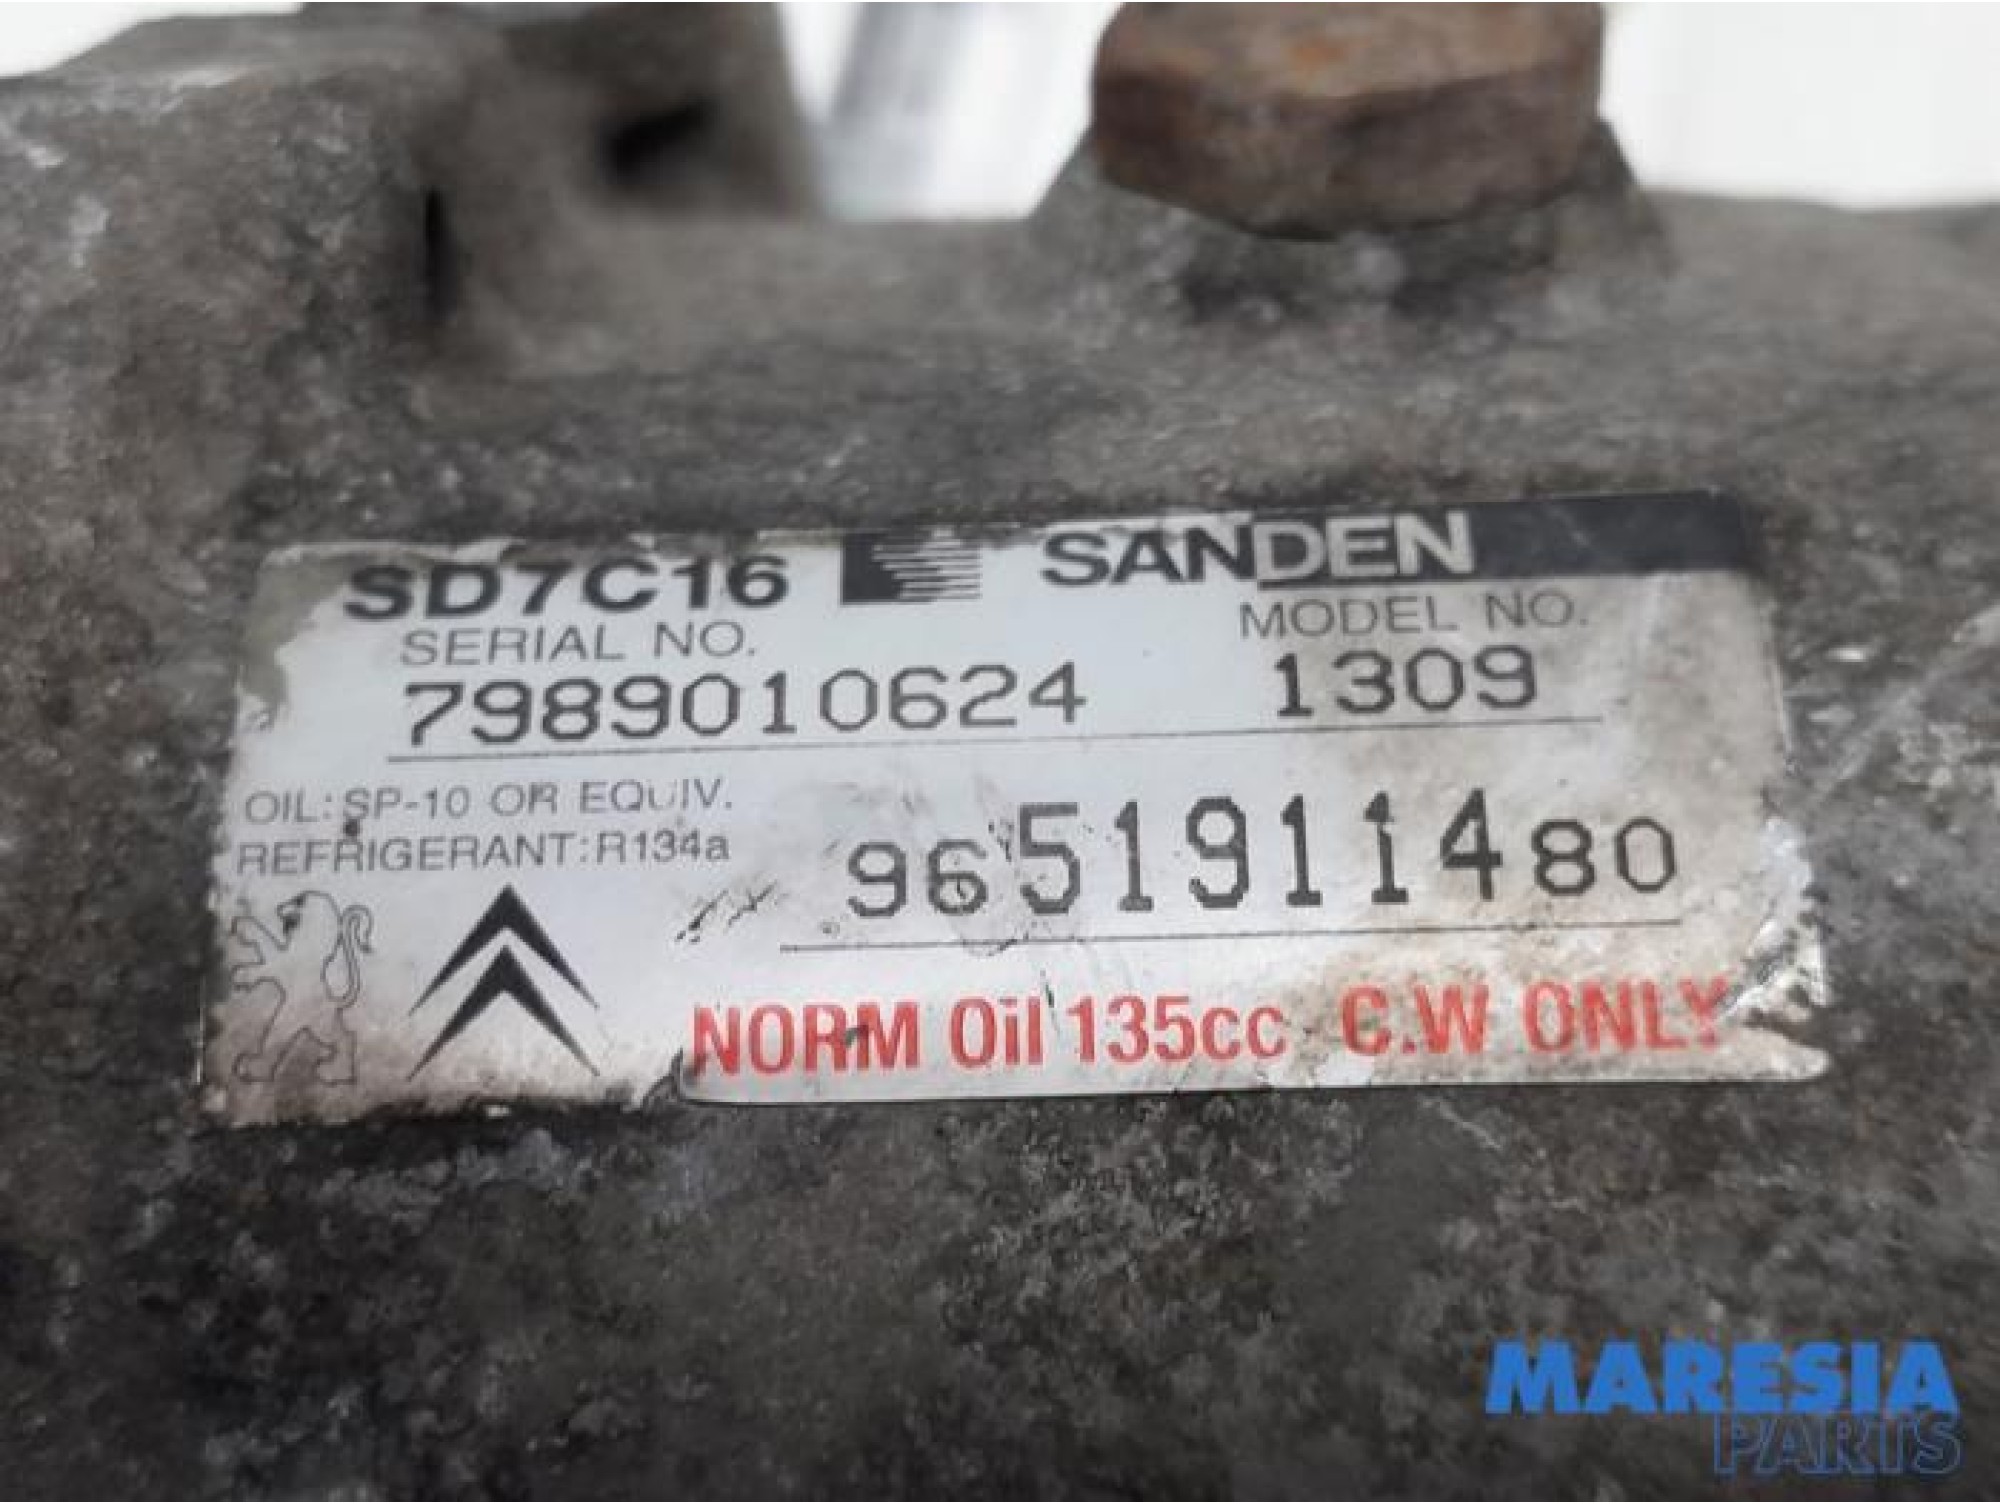 SD7C16 SANDEN
SERIAL NO. MODEL NO.
7989010624 1309
OIL:SP-10 OR EQUIV.
REFRIGERANT:R134a
9651911480
NORM Oil 135cc C.W ONLY
MARESIA
PARTS